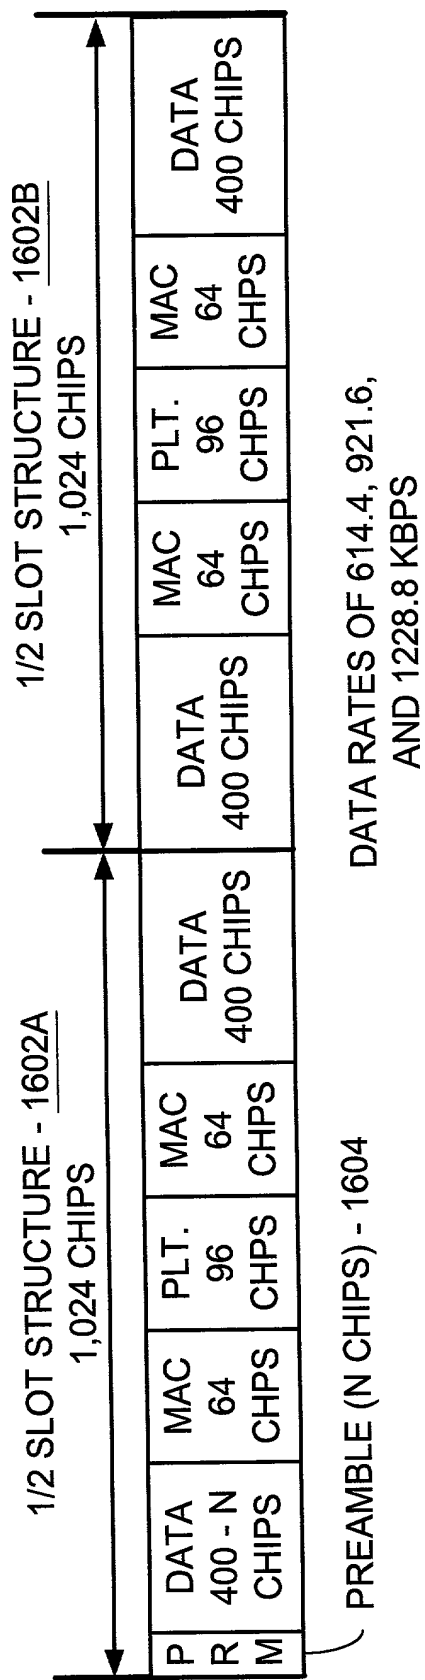 1/2 SLOT STRUCTURE - 1602A
1,024 CHIPS
1/2 SLOT STRUCTURE - 1602B
1,024 CHIPS
P
R
M
DATA
400 - N
CHIPS
MAC
64
CHPS
PLT.
96
CHPS
MAC
64
CHPS
DATA
400 CHIPS
DATA
400 CHIPS
MAC
64
CHPS
PLT.
96
CHPS
MAC
64
CHPS
DATA
400 CHIPS
PREAMBLE (N CHIPS) - 1604
DATA RATES OF 614.4, 921.6,
AND 1228.8 KBPS